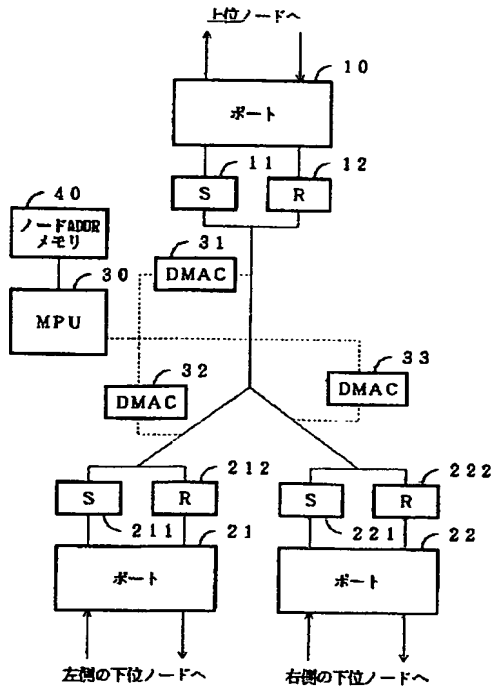 上位ノードへ
10
ポート
11
12
S
R
40
ノードADDR
メモリ
31
DMAC
30
MPU
32
DMAC
33
DMAC
212
S
R
211
21
ポート
222
S
R
221
22
ポート
左側の下位ノードへ
右側の下位ノードへ